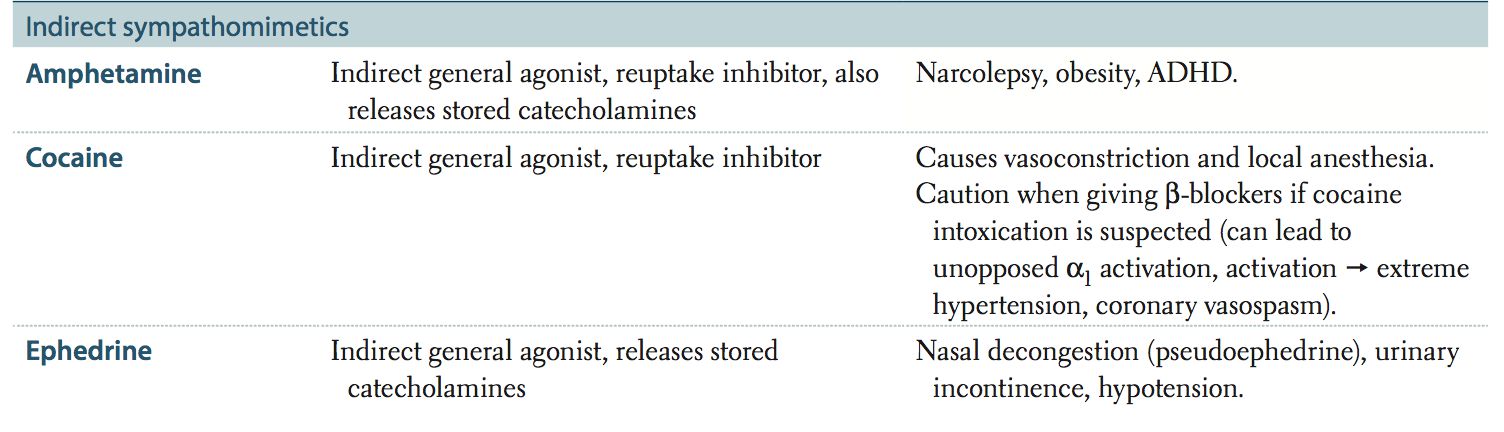 Indirect sympathomimetics
Amphetamine
Indirect general agonist, reuptake inhibitor, also
releases stored catecholamines
Narcolepsy, obesity, ADHD.
Cocaine
Indirect general agonist, reuptake inhibitor
Causes vasoconstriction and local anesthesia.
Caution when giving β-blockers if cocaine
intoxication is suspected (can lead to
unopposed α₁ activation, activation → extreme
hypertension, coronary vasospasm).
Ephedrine
Indirect general agonist, releases stored
catecholamines
Nasal decongestion (pseudoephedrine), urinary
incontinence, hypotension.